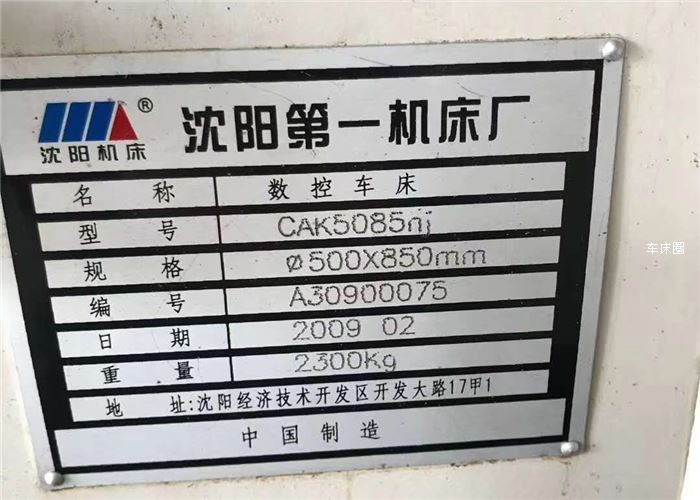 沈阳机床®
沈阳第一机床厂
名称 数控车床
型号 CAK5085nj
规格 ø500X850mm
编号 A30900075
日期 2009 02
重量 2300Kg
地址:沈阳经济技术开发区开发大路17甲1
中国制造
车床圈